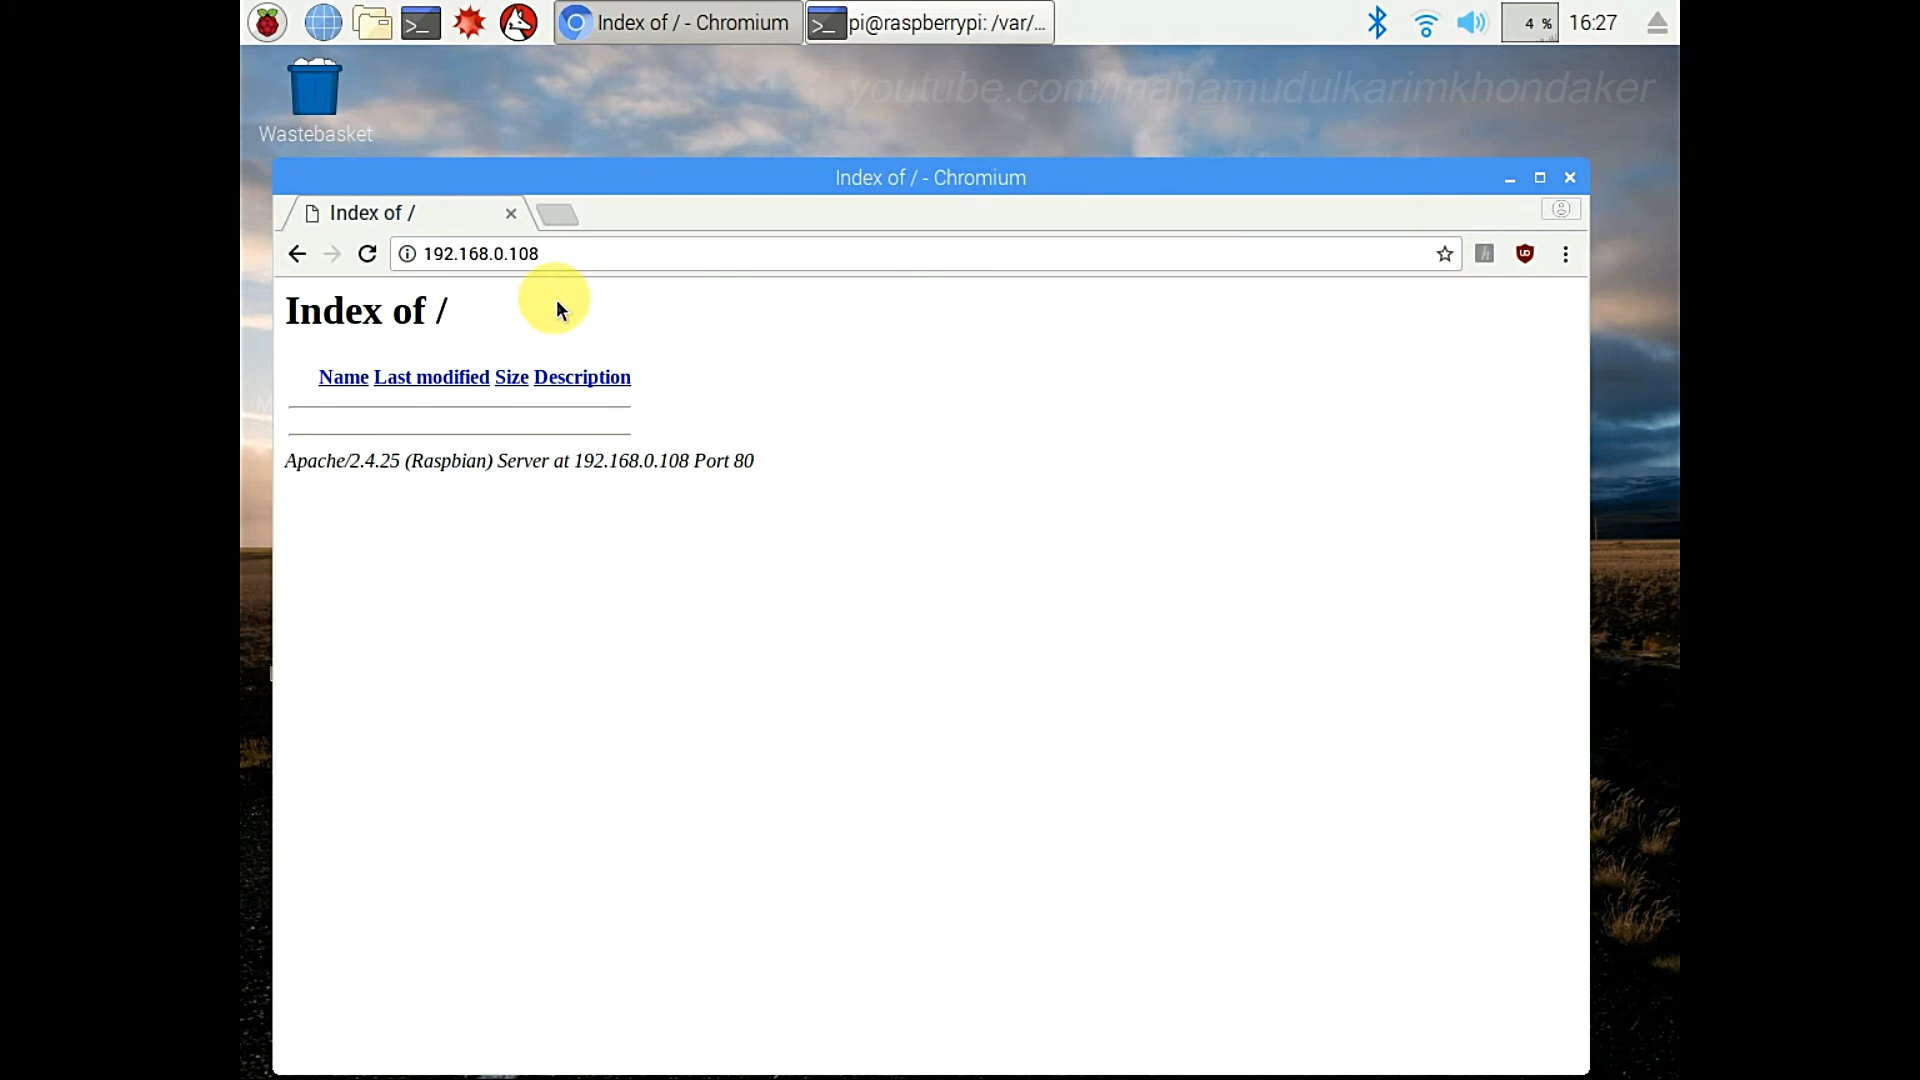 Index of / - Chromium
pi@raspberrypi: /var/...
4 %
16:27
youtube.com/mahamudulkarimkhondaker
Wastebasket
Index of / - Chromium
Index of /
192.168.0.108
Index of /
Name Last modified Size Description
Apache/2.4.25 (Raspbian) Server at 192.168.0.108 Port 80